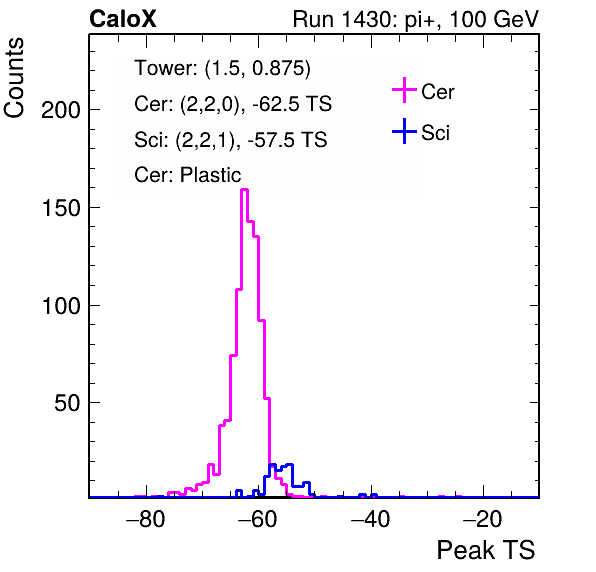 CaloX Run 1430: pi+, 100 GeV
Counts
Tower: (1.5, 0.875)
Cer: (2,2,0), -62.5 TS
Sci: (2,2,1), -57.5 TS
Cer: Plastic
Cer
Sci
200
150
100
50
−80 −60 −40 −20
Peak TS